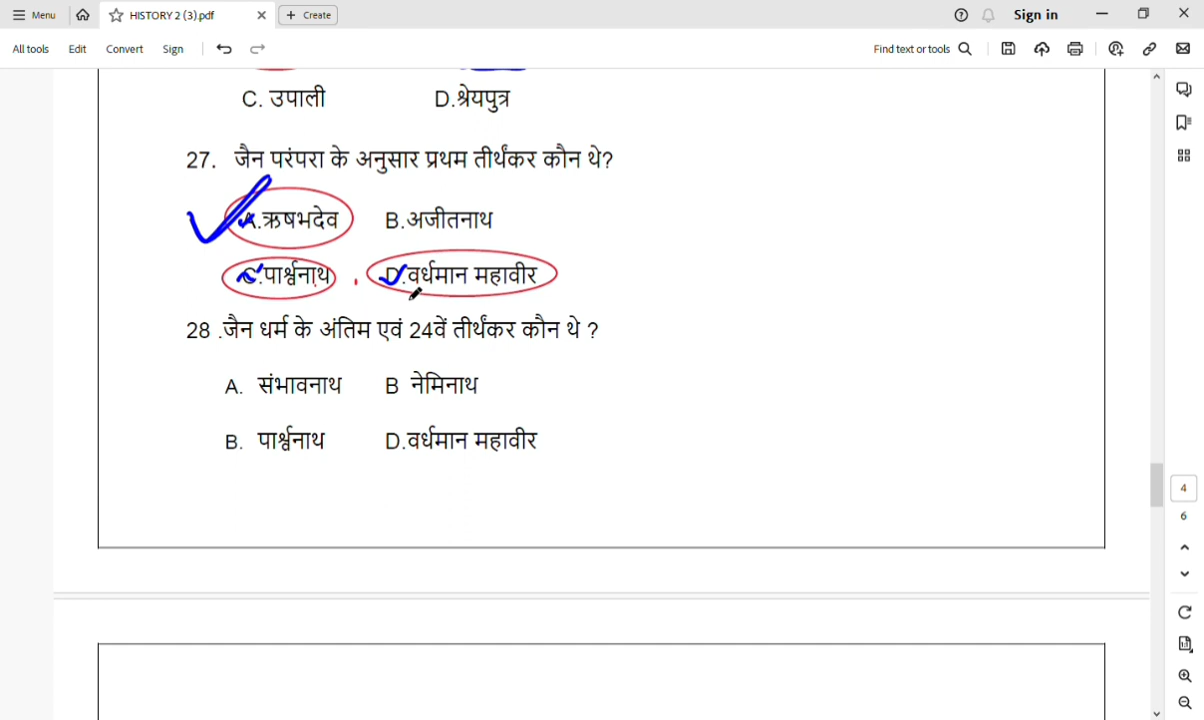 Menu HISTORY 2 (3).pdf Create Sign in
All tools Edit Convert Sign Find text or tools
C. उपाली D.श्रेयपुत्र
27. जैन परंपरा के अनुसार प्रथम तीर्थंकर कौन थे?
A.ऋषभदेव B.अजीतनाथ
C.पार्श्वनाथ D.वर्धमान महावीर
28 .जैन धर्म के अंतिम एवं 24वें तीर्थंकर कौन थे ?
A. संभावनाथ B नेमिनाथ
B. पार्श्वनाथ D.वर्धमान महावीर
4
6